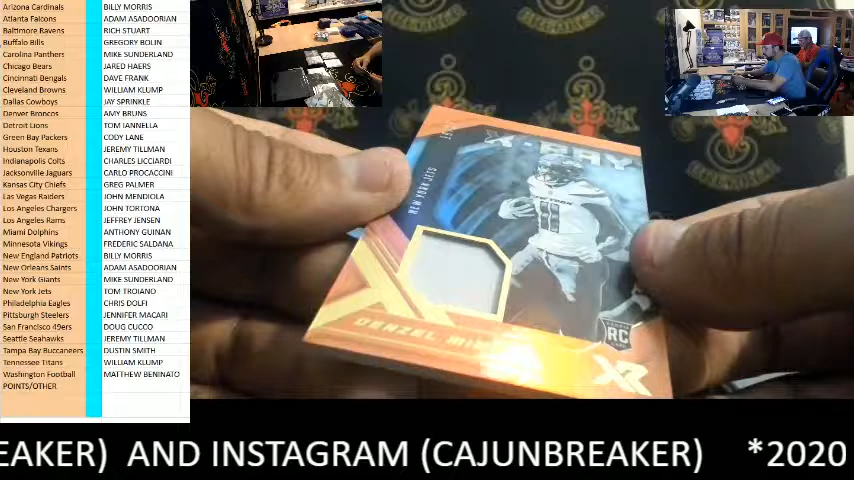 Arizona Cardinals BILLY MORRIS
Atlanta Falcons ADAM ASADOORIAN
Baltimore Ravens RICH STUART
Buffalo Bills GREGORY BOLIN
Carolina Panthers MIKE SUNDERLAND
Chicago Bears JARED HAERS
Cincinnati Bengals DAVE FRANK
Cleveland Browns WILLIAM KLUMP
Dallas Cowboys JAY SPRINKLE
Denver Broncos AMY BRUNS
Detroit Lions TOM IANNELLA
Green Bay Packers CODY LANE
Houston Texans JEREMY TILLMAN
Indianapolis Colts CHARLES LICCIARDI
Jacksonville Jaguars CARLO PROCACCINI
Kansas City Chiefs GREG PALMER
Las Vegas Raiders JOHN MENDIOLA
Los Angeles Chargers JOHN TORTONA
Los Angeles Rams JEFFREY JENSEN
Miami Dolphins ANTHONY GUINAN
Minnesota Vikings FREDERIC SALDANA
New England Patriots BILLY MORRIS
New Orleans Saints ADAM ASADOORIAN
New York Giants MIKE SUNDERLAND
New York Jets TOM TROIANO
Philadelphia Eagles CHRIS DOLFI
Pittsburgh Steelers JENNIFER MACARI
San Francisco 49ers DOUG CUCCO
Seattle Seahawks JEREMY TILLMAN
Tampa Bay Buccaneers DUSTIN SMITH
Tennessee Titans WILLIAM KLUMP
Washington Football MATTHEW BENINATO
POINTS/OTHER
X-RAY
NEW YORK JETS
11
DENZEL
RC
XR
EAKER) AND INSTAGRAM (CAJUNBREAKER) *2020